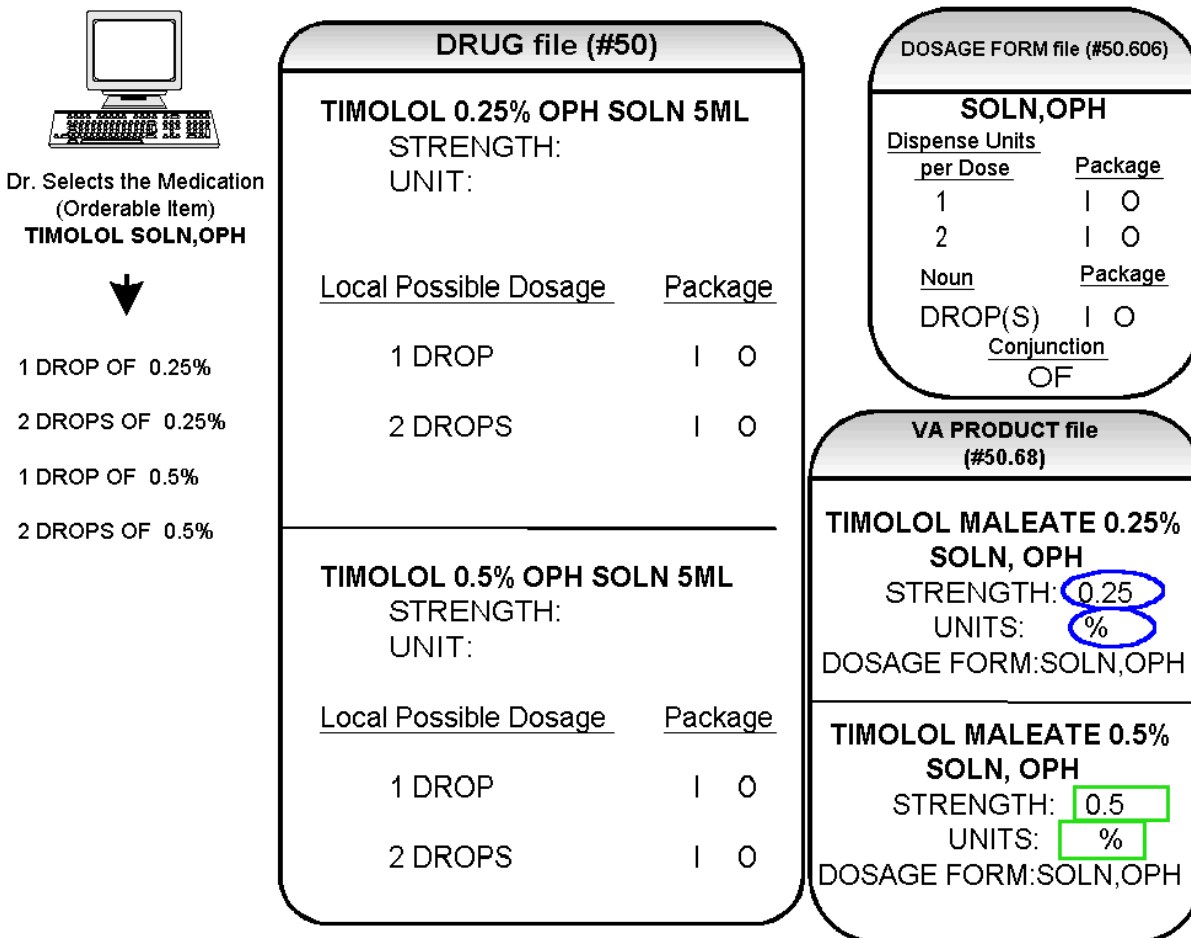 Dr. Selects the Medication
(Orderable Item)
TIMOLOL SOLN,OPH
1 DROP OF 0.25%
2 DROPS OF 0.25%
1 DROP OF 0.5%
2 DROPS OF 0.5%
DRUG file (#50)
TIMOLOL 0.25% OPH SOLN 5ML
STRENGTH:
UNIT:
Local Possible Dosage Package
1 DROP I O
2 DROPS I O
TIMOLOL 0.5% OPH SOLN 5ML
STRENGTH:
UNIT:
Local Possible Dosage Package
1 DROP I O
2 DROPS I O
DOSAGE FORM file (#50.606)
SOLN,OPH
Dispense Units
per Dose Package
1 I O
2 I O
Noun Package
DROP(S) I O
Conjunction
OF
VA PRODUCT file
(#50.68)
TIMOLOL MALEATE 0.25%
SOLN, OPH
STRENGTH: 0.25
UNITS: %
DOSAGE FORM:SOLN,OPH
TIMOLOL MALEATE 0.5%
SOLN, OPH
STRENGTH: 0.5
UNITS: %
DOSAGE FORM:SOLN,OPH